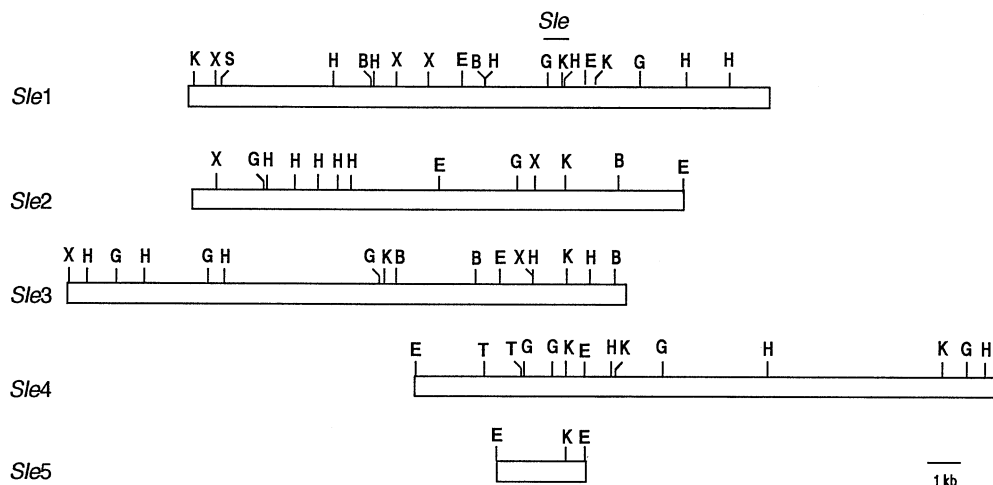 Sle
K X S H B H X X E B H G K H E K G H H
Sle1
X G H H H H H E G X K B E
Sle2
X H G H G H G K B B E X H K H B
Sle3
E T T G G K E H K G H K G H
Sle4
E K E
Sle5
1 kb